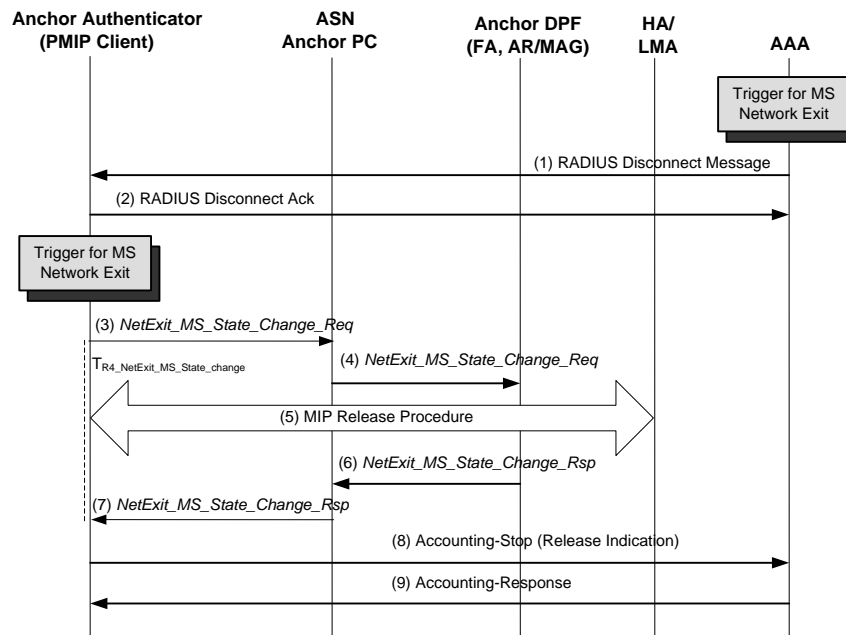 Anchor Authenticator
(PMIP Client)
ASN
Anchor PC
Anchor DPF
(FA, AR/MAG)
HA/
LMA
AAA
Trigger for MS
Network Exit
(1) RADIUS Disconnect Message
(2) RADIUS Disconnect Ack
Trigger for MS
Network Exit
(3) NetExit_MS_State_Change_Req
TR4_NetExit_MS_State_change
(4) NetExit_MS_State_Change_Req
(5) MIP Release Procedure
(6) NetExit_MS_State_Change_Rsp
(7) NetExit_MS_State_Change_Rsp
(8) Accounting-Stop (Release Indication)
(9) Accounting-Response